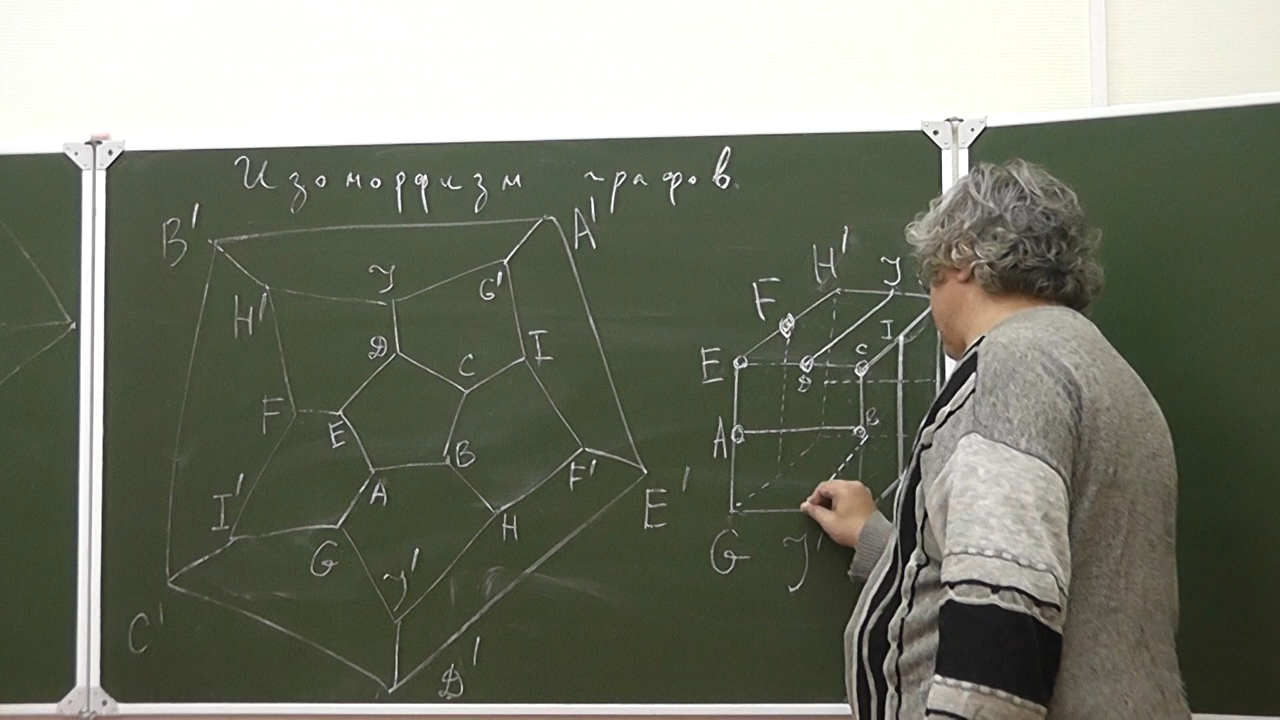 Изоморфизм графов.
B' A'
J G'
H'
D C I
F E B F'
E'
A
I' H
G J'
C' D'
H' J
F I
E D C
A B
G J'